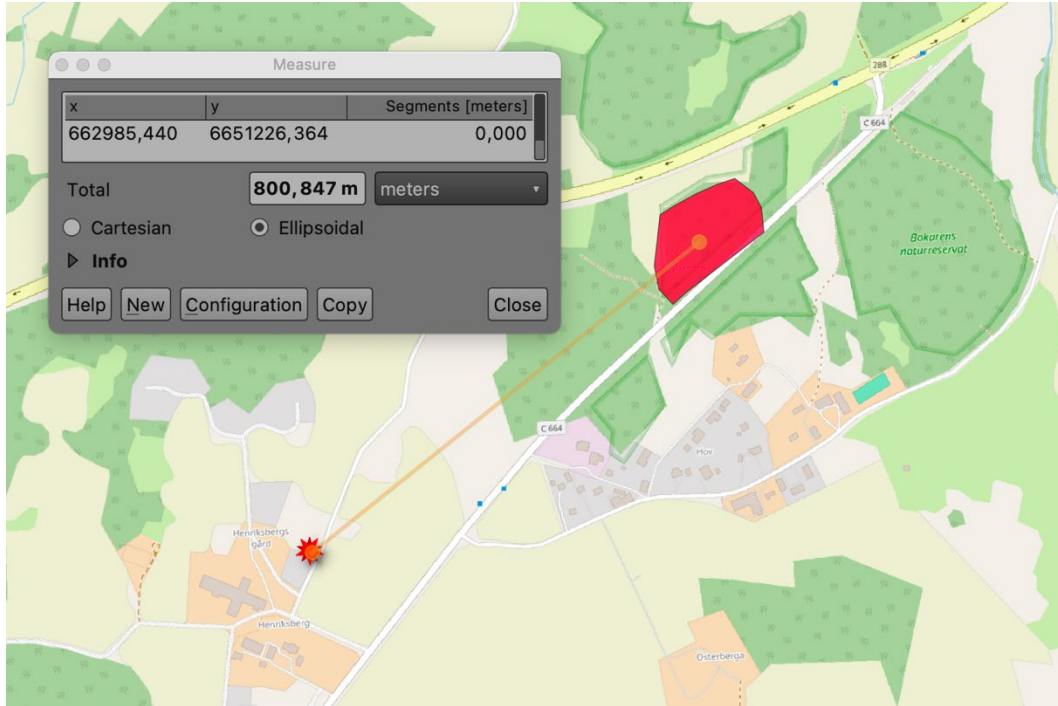 Measure
x y Segments [meters]
662985,440 6651226,364 0,000
Total 800,847 m meters
Cartesian Ellipsoidal
Info
Help New Configuration Copy Close
288
C 664
Bokarens
naturreservat
C 664
Hov
Henriksbergs
gård
Henriksberg
Österberga